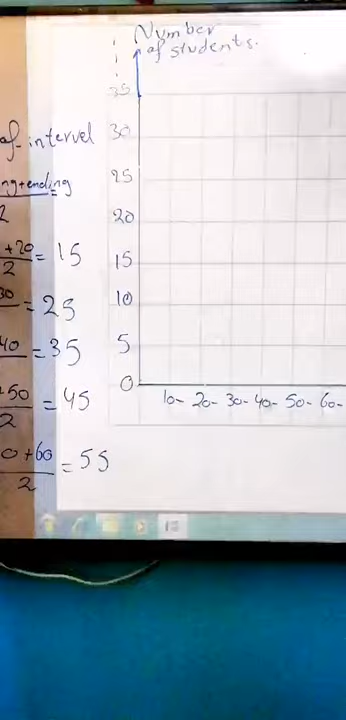 Number
of students.
35
of interval
30
ng+ending
2
25
20
+20/2 = 15
15
30 = 25
10
40 = 35
5
+50/2 = 45
0
10- 20- 30- 40- 50- 60-
0+60/2 = 55